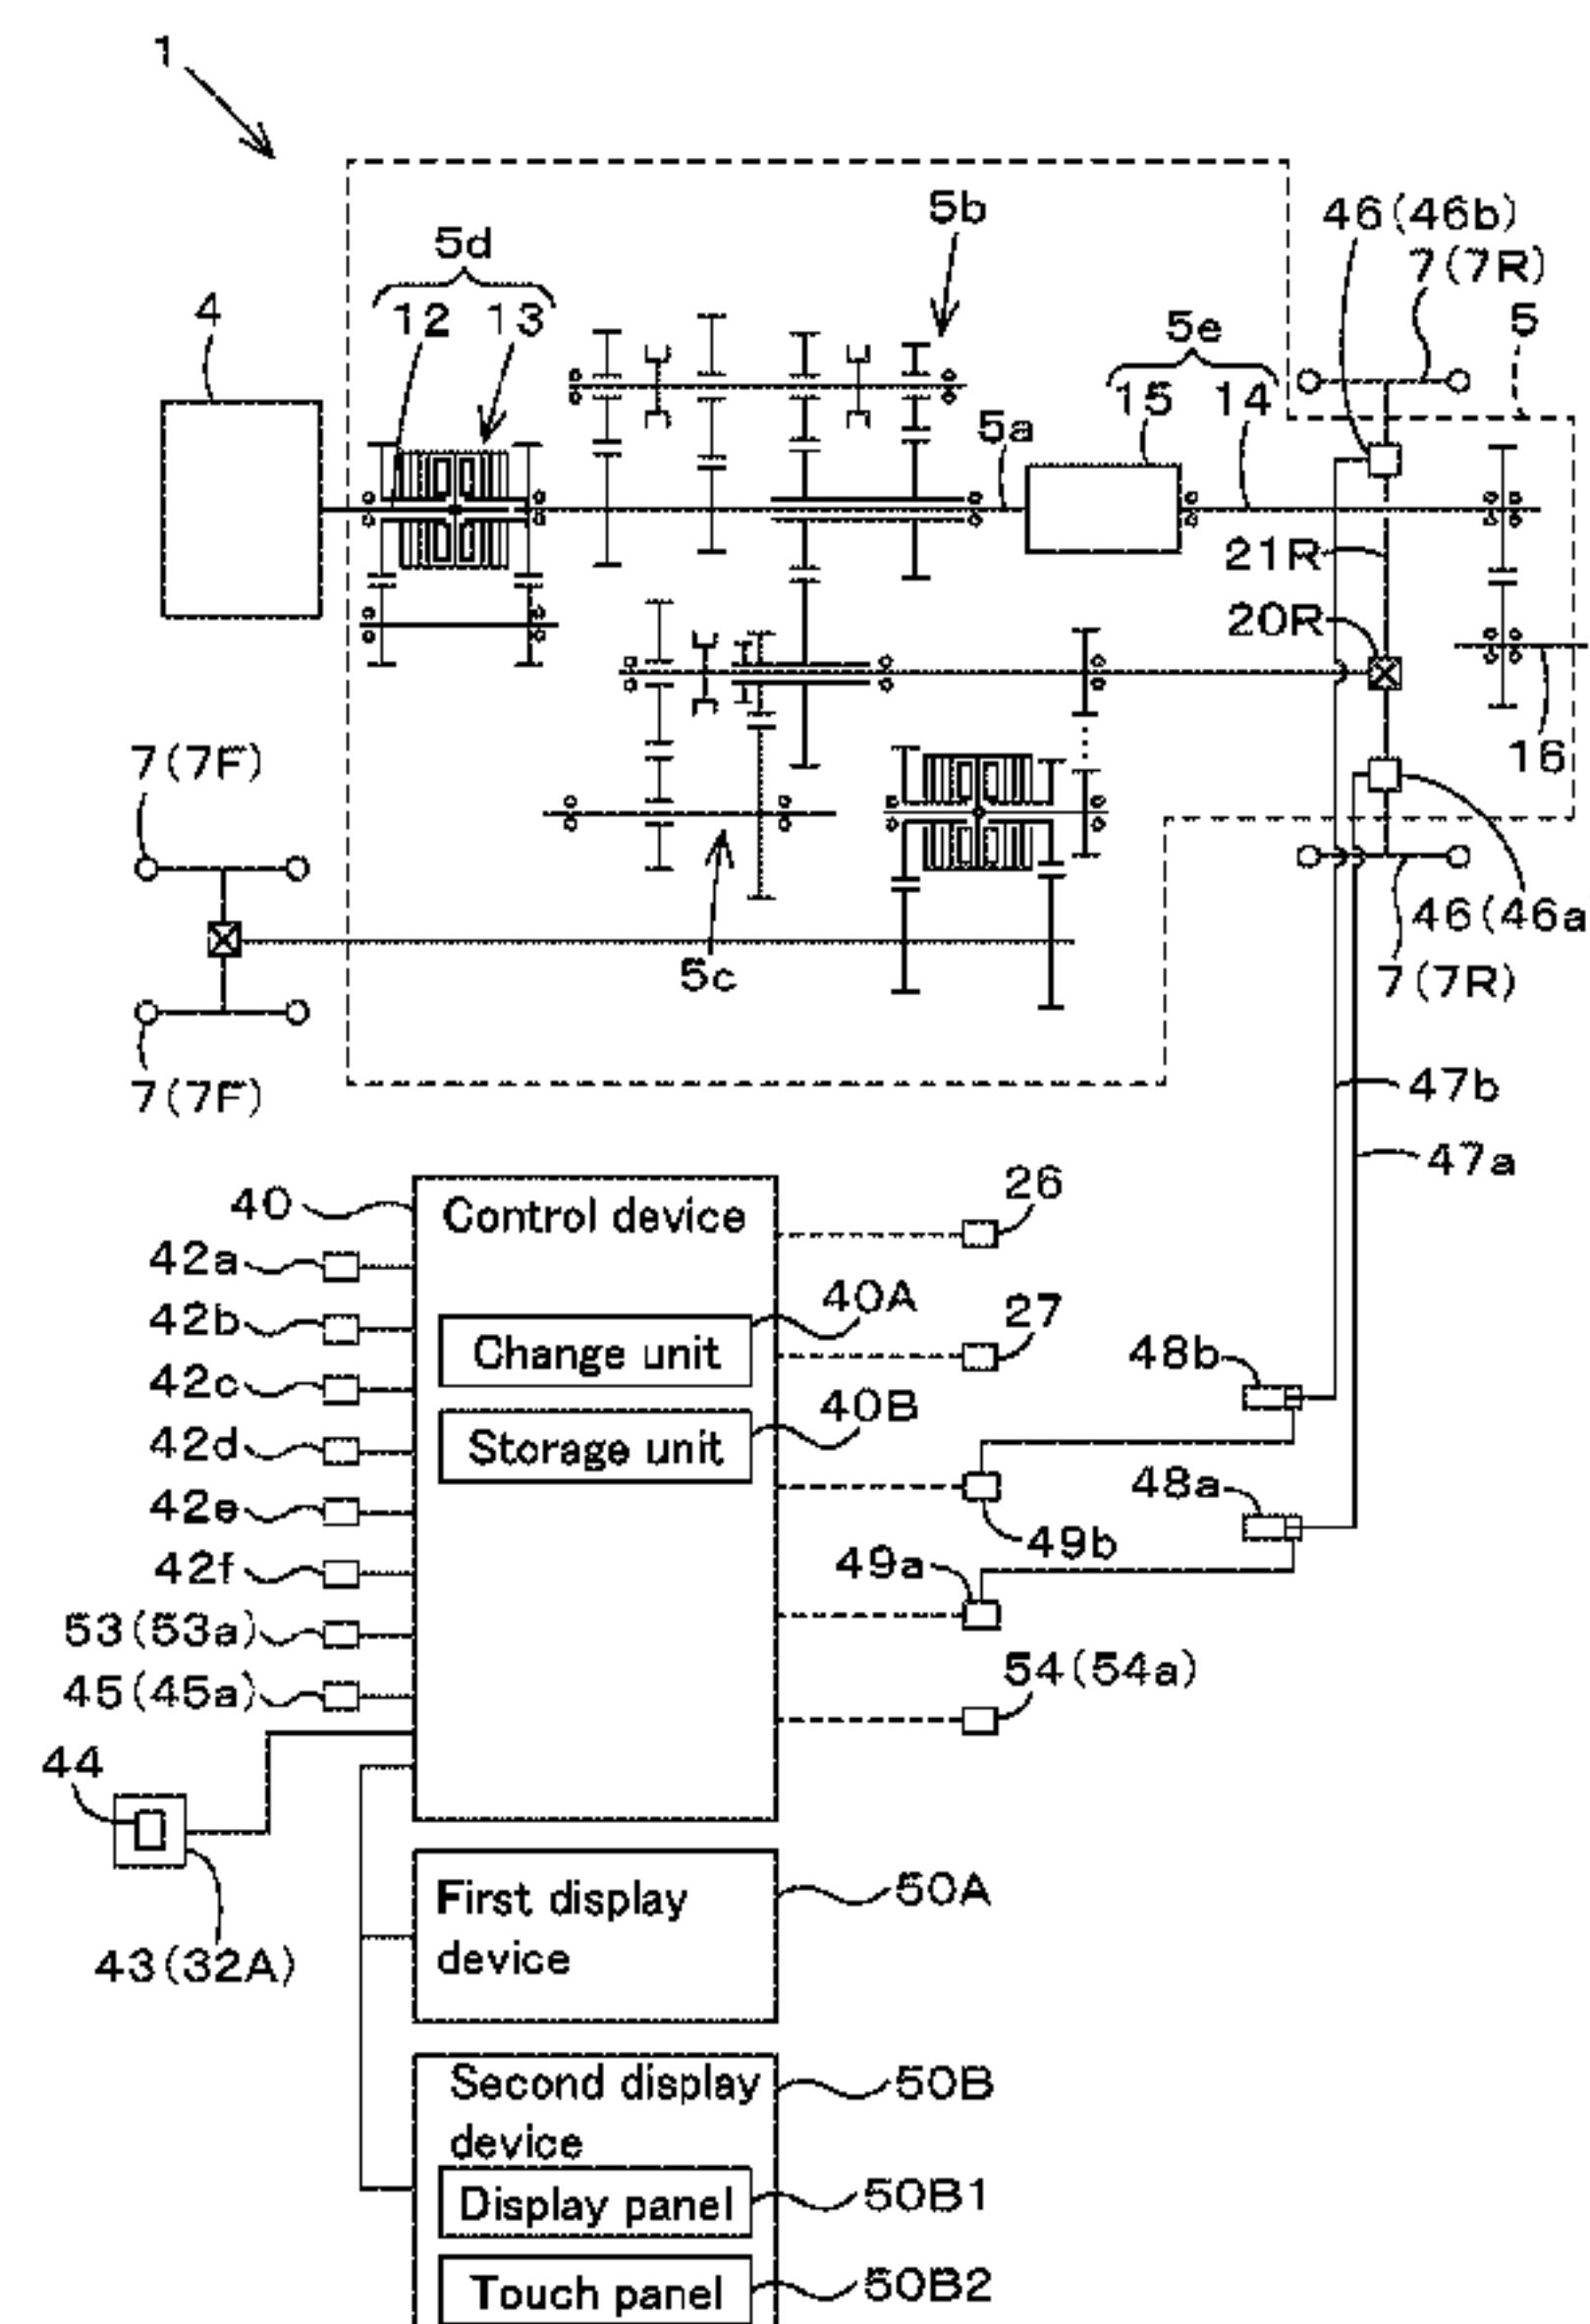 1
5b
46(46b)
7(7R)
5d
5
4
12 13
5e
15 14
5a
21R
20R
7(7F)
16
46(46a
5c
7(7R)
7(7F)
47b
47a
40
Control device
26
42a
40A
27
42b
Change unit
48b
42c
40B
42d
Storage unit
48a
42e
49b
42f
49a
53(53a)
45(45a)
54(54a)
44
First display
device
50A
43(32A)
Second display
device
50B
Display panel
50B1
Touch panel
50B2